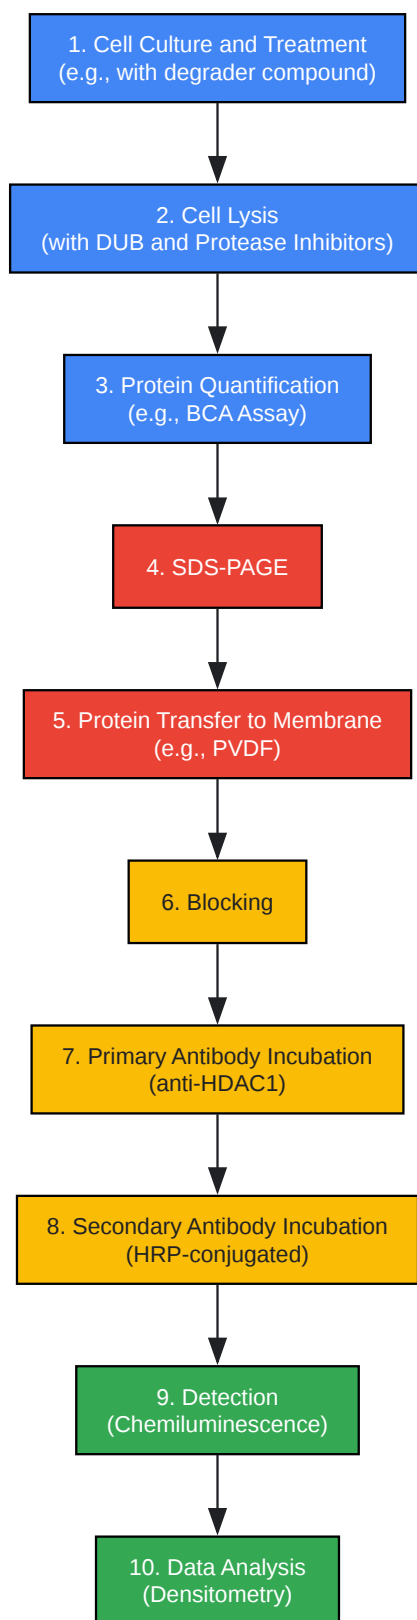 1. Cell Culture and Treatment
(e.g., with degrader compound)
2. Cell Lysis
(with DUB and Protease Inhibitors)
3. Protein Quantification
(e.g., BCA Assay)
4. SDS-PAGE
5. Protein Transfer to Membrane
(e.g., PVDF)
6. Blocking
7. Primary Antibody Incubation
(anti-HDAC1)
8. Secondary Antibody Incubation
(HRP-conjugated)
9. Detection
(Chemiluminescence)
10. Data Analysis
(Densitometry)